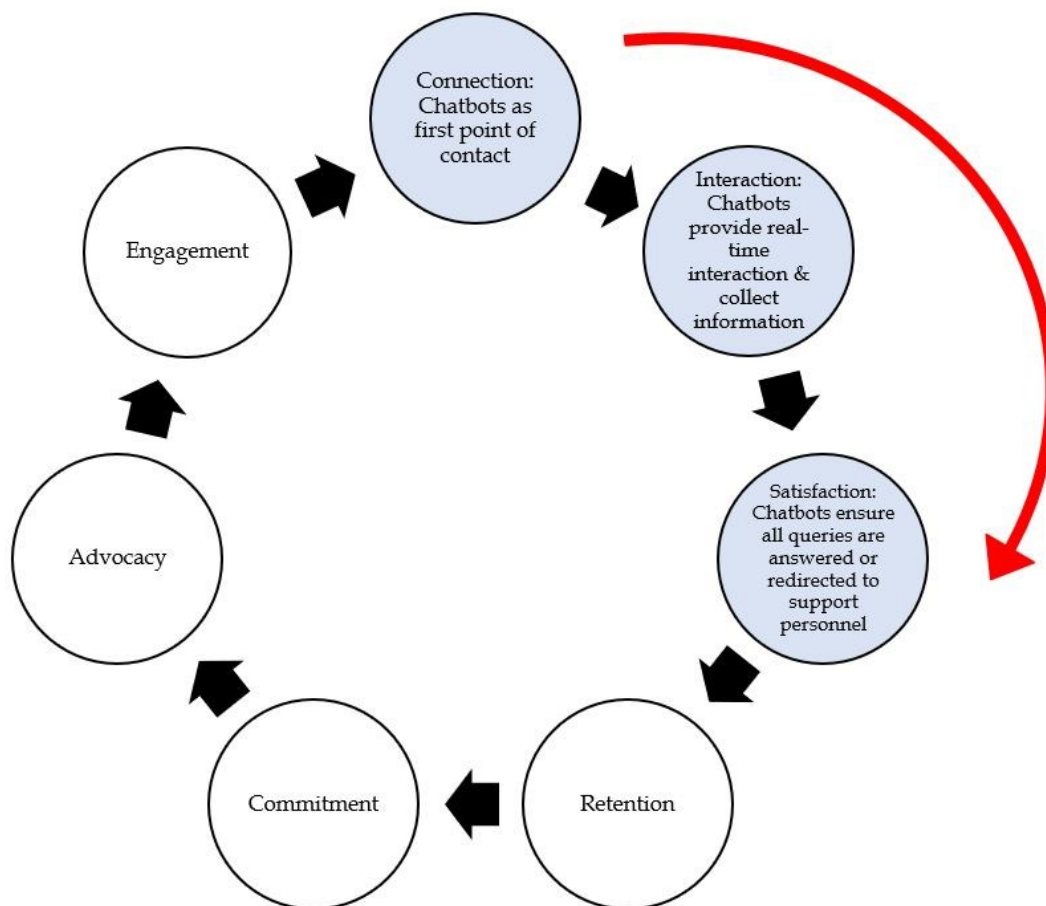 Connection:
Chatbots as
first point of
contact
Interaction:
Chatbots
provide real-
time
interaction &
collect
information
Satisfaction:
Chatbots ensure
all queries are
answered or
redirected to
support
personnel
Retention
Commitment
Advocacy
Engagement